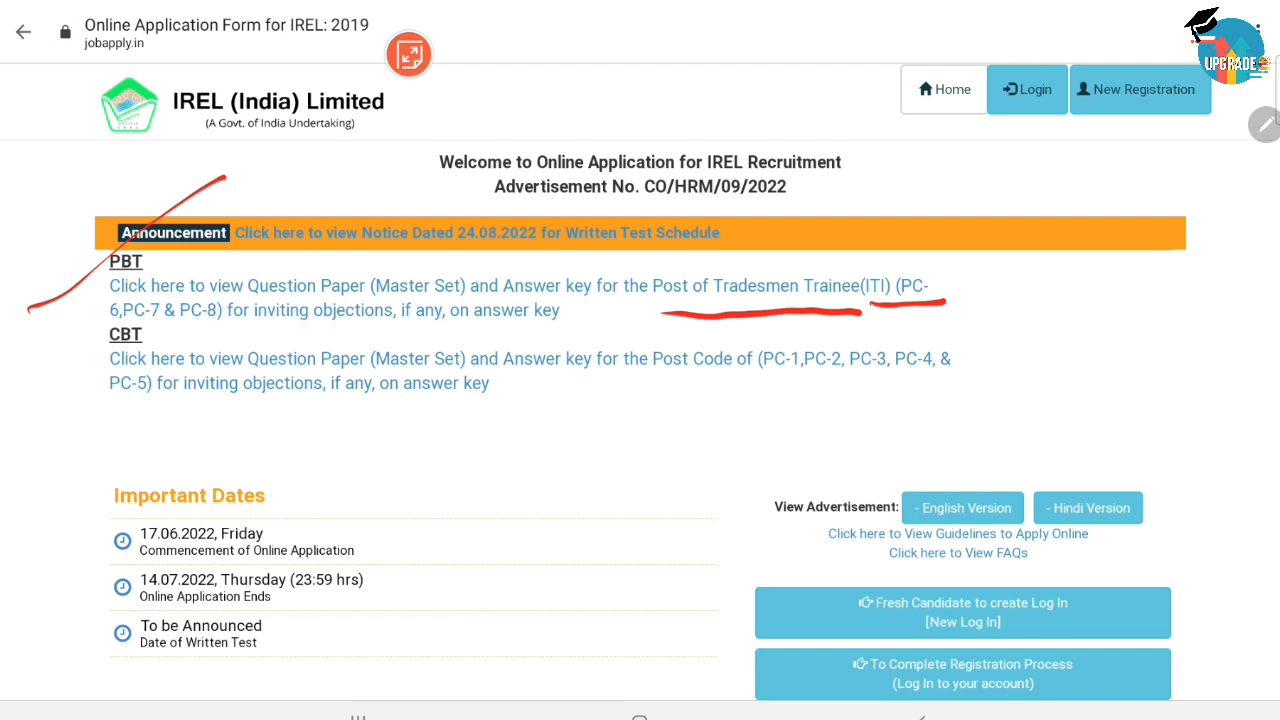 Online Application Form for IREL: 2019
jobapply.in
UPGRADE
IREL (India) Limited
(A Govt. of India Undertaking)
Home
Login
New Registration
Welcome to Online Application for IREL Recruitment
Advertisement No. CO/HRM/09/2022
Announcement Click here to view Notice Dated 24.08.2022 for Written Test Schedule
PBT
Click here to view Question Paper (Master Set) and Answer key for the Post of Tradesmen Trainee(ITI) (PC-
6,PC-7 & PC-8) for inviting objections, if any, on answer key
CBT
Click here to view Question Paper (Master Set) and Answer key for the Post Code of (PC-1,PC-2, PC-3, PC-4, &
PC-5) for inviting objections, if any, on answer key
Important Dates
17.06.2022, Friday
Commencement of Online Application
14.07.2022, Thursday (23:59 hrs)
Online Application Ends
To be Announced
Date of Written Test
View Advertisement: - English Version - Hindi Version
Click here to View Guidelines to Apply Online
Click here to View FAQs
Fresh Candidate to create Log In
[New Log In]
To Complete Registration Process
(Log In to your account)